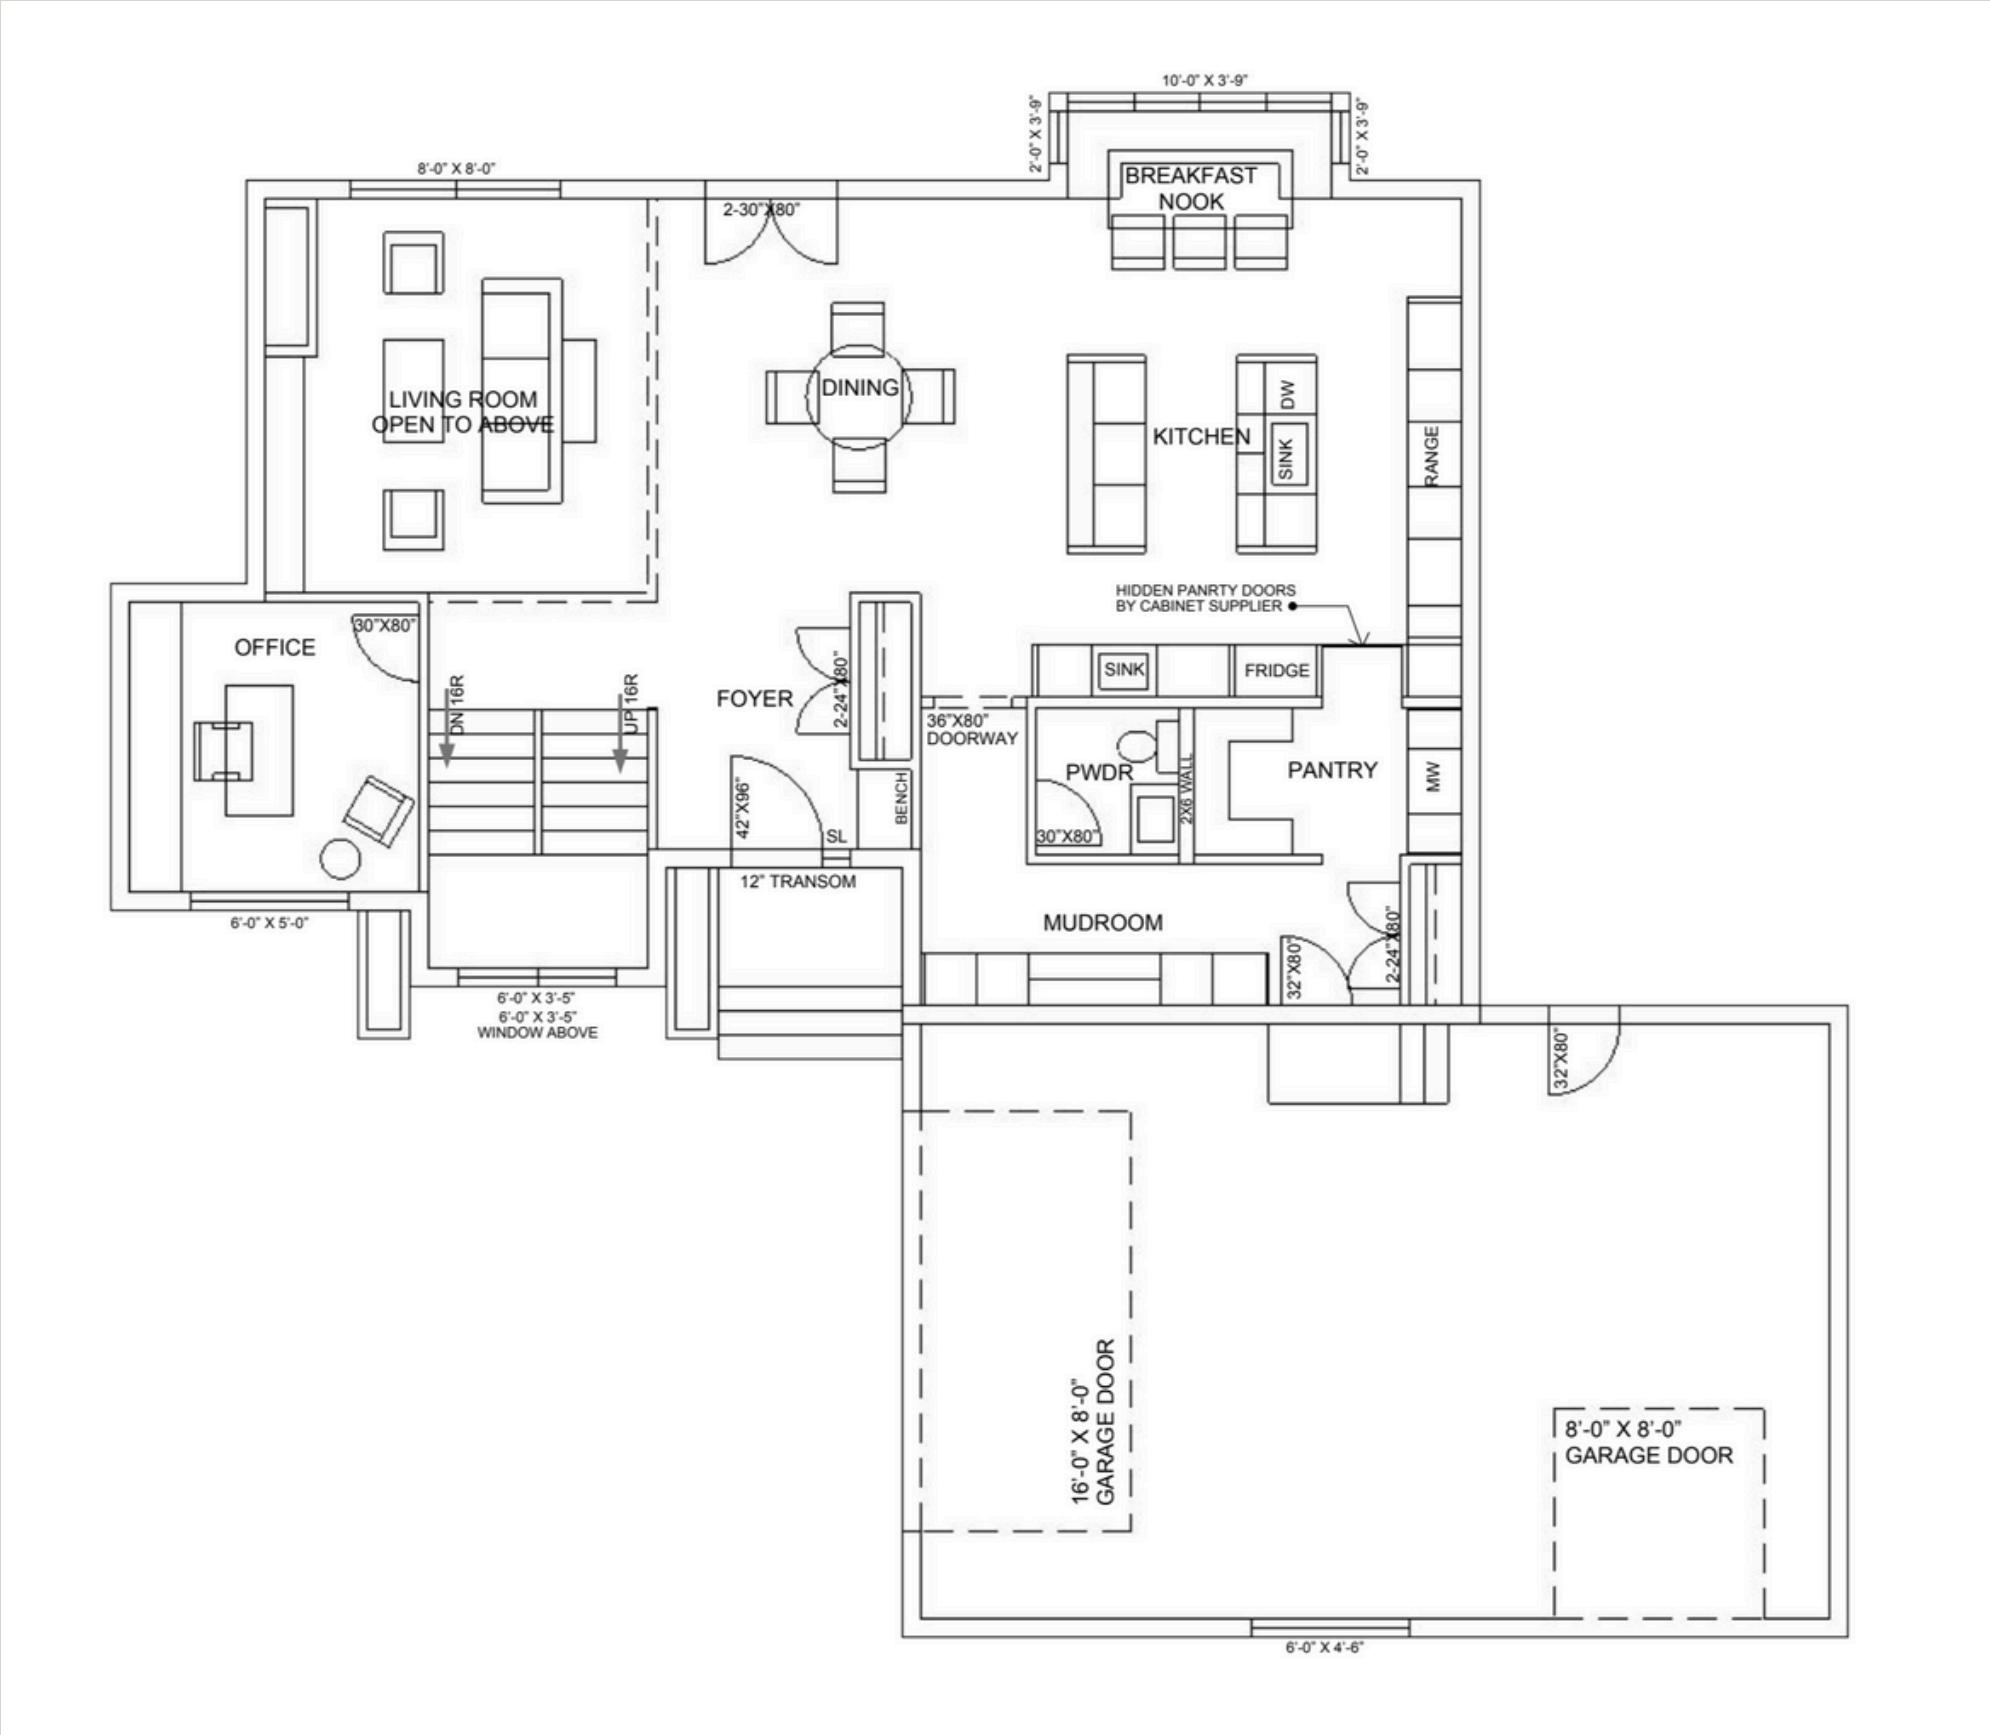 10'-0" X 3'-9"
2'-0" X 3'-9"
2'-0" X 3'-9"
8'-0" X 8'-0"
BREAKFAST
NOOK
2-30"X80"
DINING
LIVING ROOM
OPEN TO ABOVE
KITCHEN
DW
SINK
RANGE
HIDDEN PANRTY DOORS
BY CABINET SUPPLIER
30"X80"
OFFICE
DN 16R
UP 16R
FOYER
2-24"X80"
SINK
FRIDGE
36"X80"
DOORWAY
PWDR
2X6 WALL
PANTRY
MW
42"X96"
BENCH
SL
30"X80"
12" TRANSOM
6'-0" X 5'-0"
MUDROOM
32"X80"
2-24"X80"
6'-0" X 3'-5"
6'-0" X 3'-5"
WINDOW ABOVE
32"X80"
16'-0" X 8'-0"
GARAGE DOOR
8'-0" X 8'-0"
GARAGE DOOR
6'-0" X 4'-6"